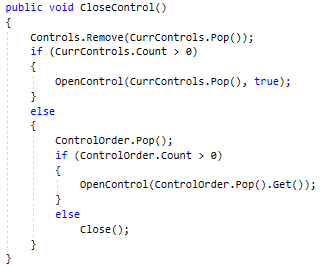 public void CloseControl()
{
    Controls.Remove(CurrControls.Pop());
    if (CurrControls.Count > 0)
    {
        OpenControl(CurrControls.Pop(), true);
    }
    else
    {
        ControlOrder.Pop();
        if (ControlOrder.Count > 0)
        {
            OpenControl(ControlOrder.Pop().Get());
        }
        else
            Close();
    }
}